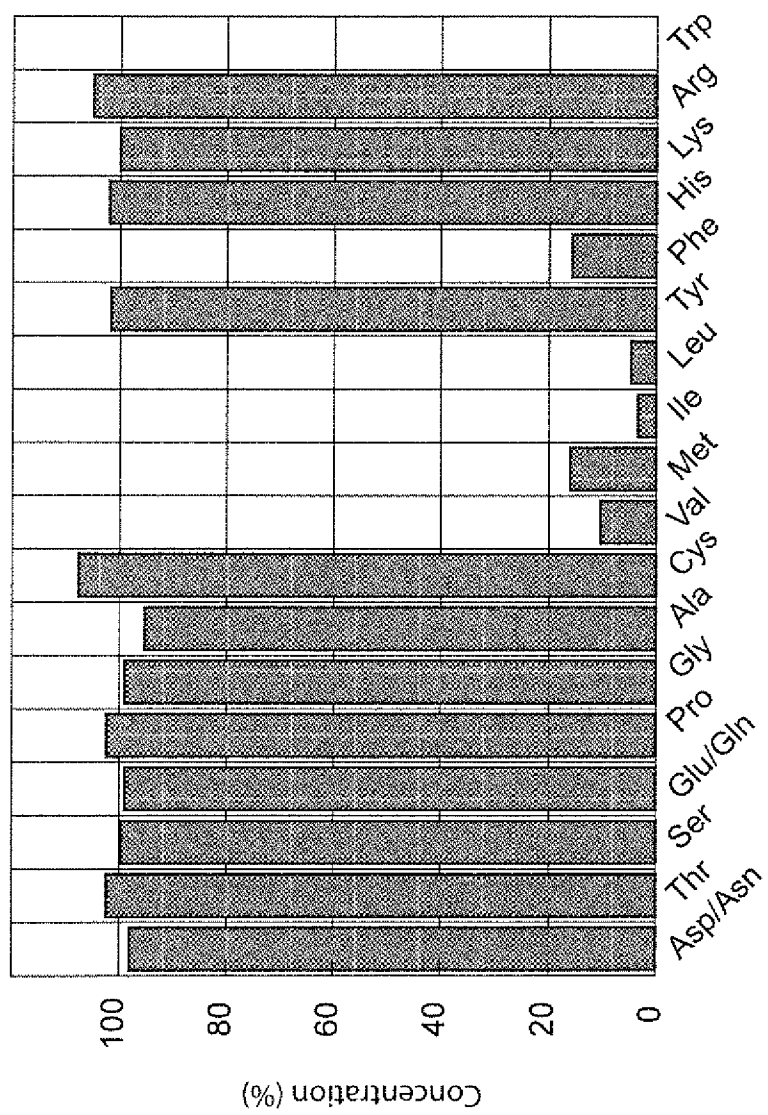 Concentration (%)
100
80
60
40
20
0
Asp/Asn
Thr
Ser
Glu/Gln
Pro
Gly
Ala
Cys
Val
Met
Ile
Leu
Tyr
Phe
His
Lys
Arg
Trp